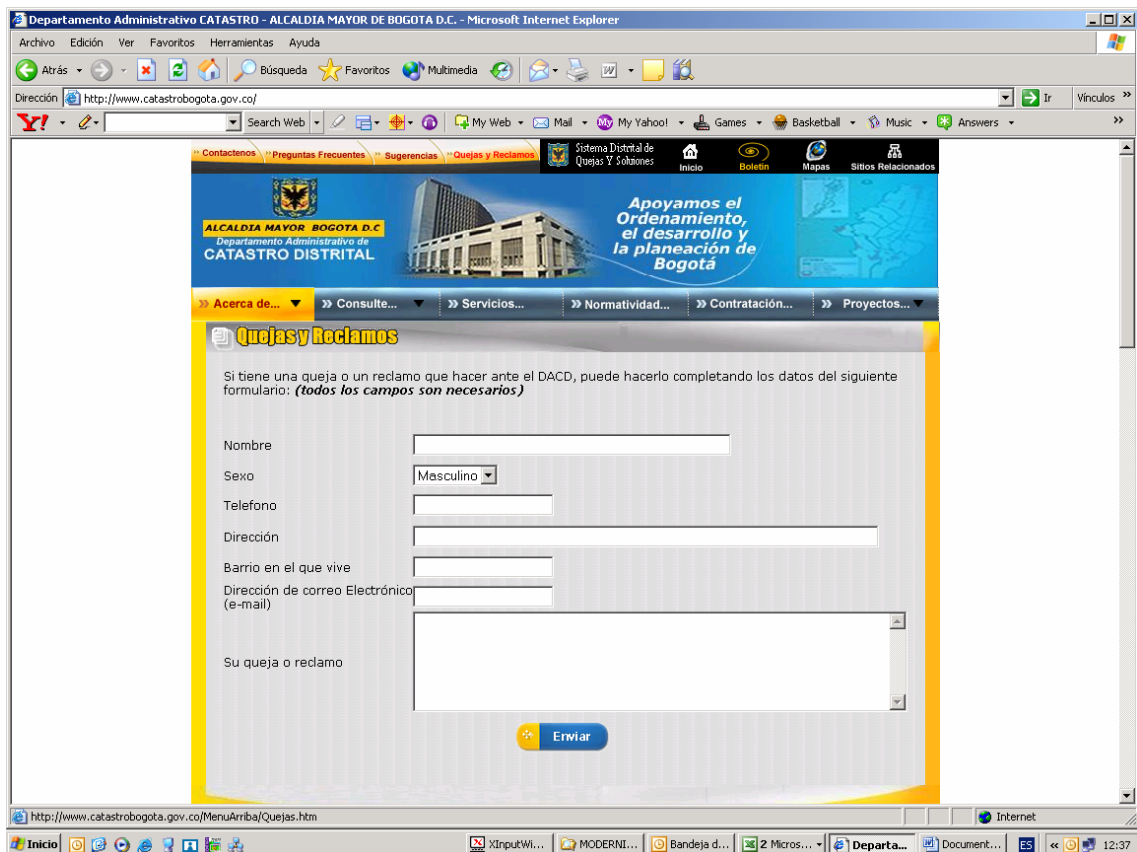 Departamento Administrativo CATASTRO - ALCALDIA MAYOR DE BOGOTA D.C. - Microsoft Internet Explorer
Archivo Edición Ver Favoritos Herramientas Ayuda
Atrás Búsqueda Favoritos Multimedia
Dirección http://www.catastrobogota.gov.co/ Ir Vínculos »
Y! Search Web My Web Mail My Yahoo! Games Basketball Music Answers »
Contactenos Preguntas Frecuentes Sugerencias Quejas y Reclamos
Sistema Distrital de
Quejas Y Soluiones
Inicio Boletin Mapas Sitios Relacionados
ALCALDIA MAYOR BOGOTA D.C
Departamento Administrativo de
CATASTRO DISTRITAL
Apoyamos el
Ordenamiento,
el desarrollo y
la planeación de
Bogotá
» Acerca de... » Consulte... » Servicios... » Normatividad... » Contratación... » Proyectos...
Quejas y Reclamos
Si tiene una queja o un reclamo que hacer ante el DACD, puede hacerlo completando los datos del siguiente
formulario: (todos los campos son necesarios)
Nombre
Sexo Masculino
Telefono
Dirección
Barrio en el que vive
Dirección de correo Electrónico
(e-mail)
Su queja o reclamo
Enviar
http://www.catastrobogota.gov.co/MenuArriba/Quejas.htm Internet
Inicio XInputWi... MODERNI... Bandeja d... 2 Micros... Departa... Document... ES « 12:37